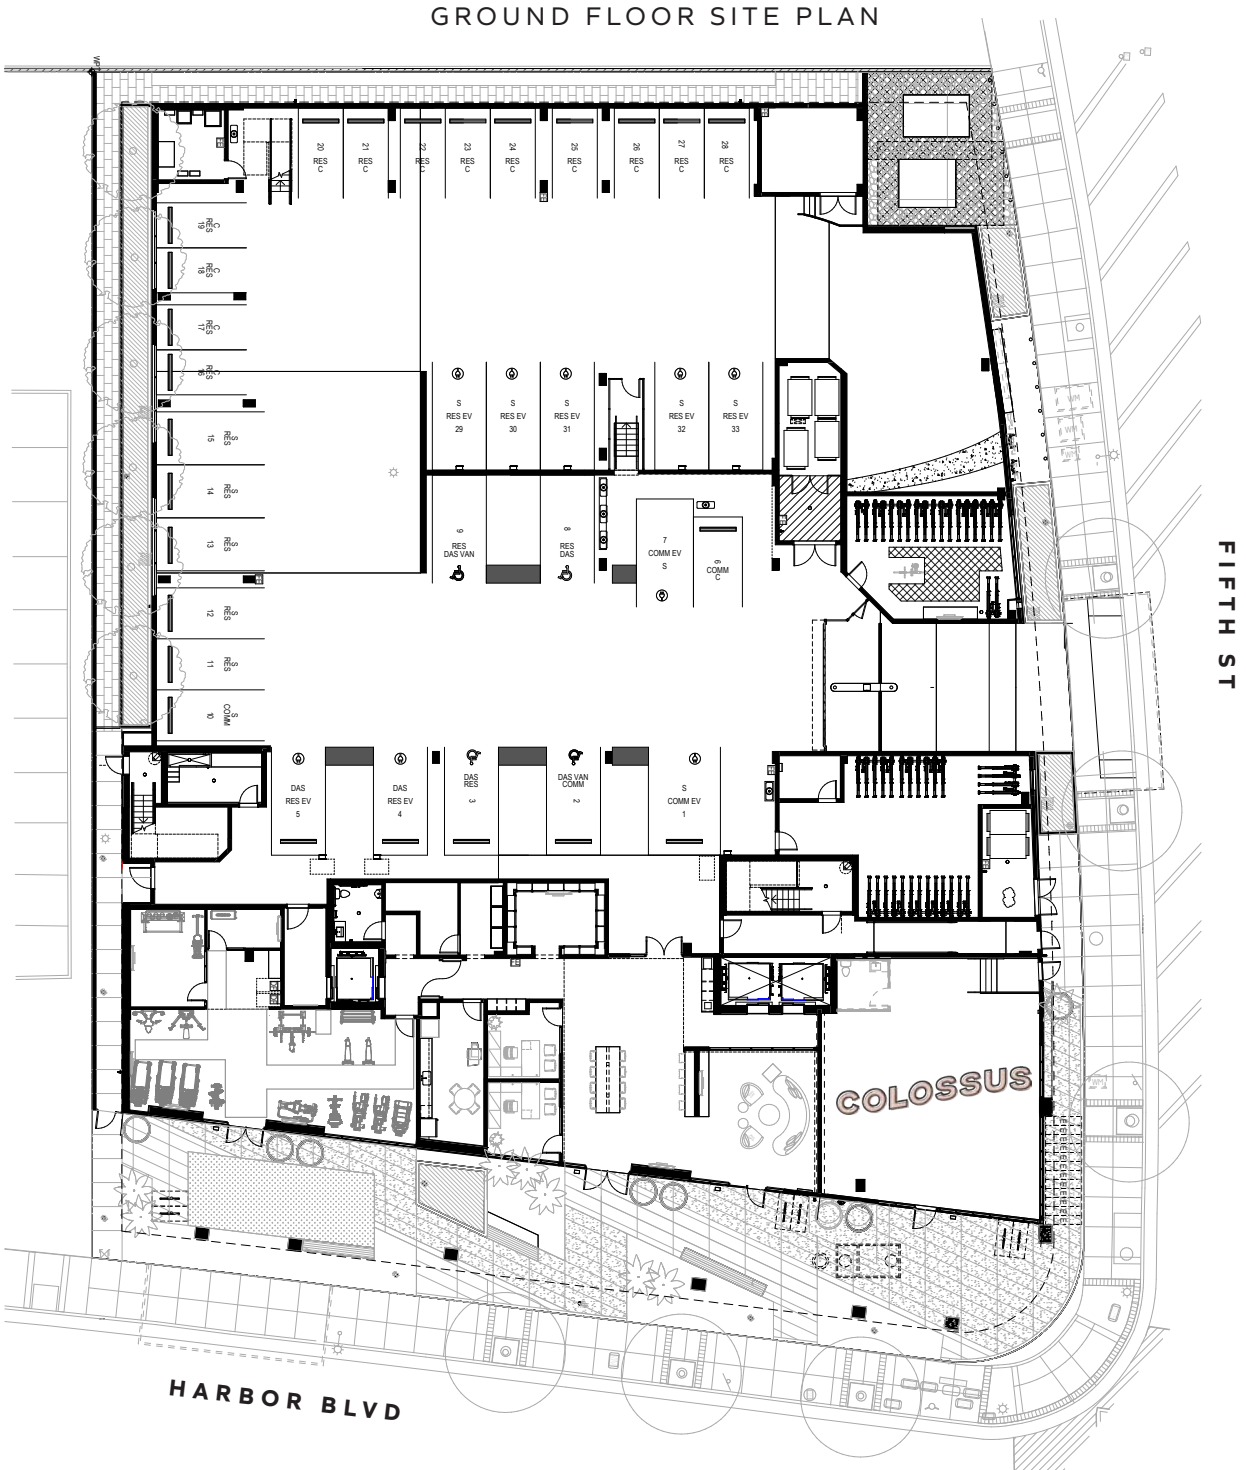 GROUND FLOOR SITE PLAN
20
RES
C
21
RES
C
22
RES
C
23
RES
C
24
RES
C
25
RES
C
26
RES
C
27
RES
C
28
RES
C
C
RES
19
C
RES
18
C
RES
17
C
RES
16
S
RES
15
S
RES
14
S
RES
13
S
RES
12
S
RES
11
S
COMM
10
S
RES EV
29
S
RES EV
30
S
RES EV
31
S
RES EV
32
S
RES EV
33
9
RES
DAS VAN
8
RES
DAS
7
COMM EV
S
6
COMM
C
WM
WM
WM
FIFTH ST
DAS
RES EV
5
DAS
RES EV
4
DAS
RES
3
DAS VAN
COMM
2
S
COMM EV
1
WM
COLOSSUS
HARBOR BLVD